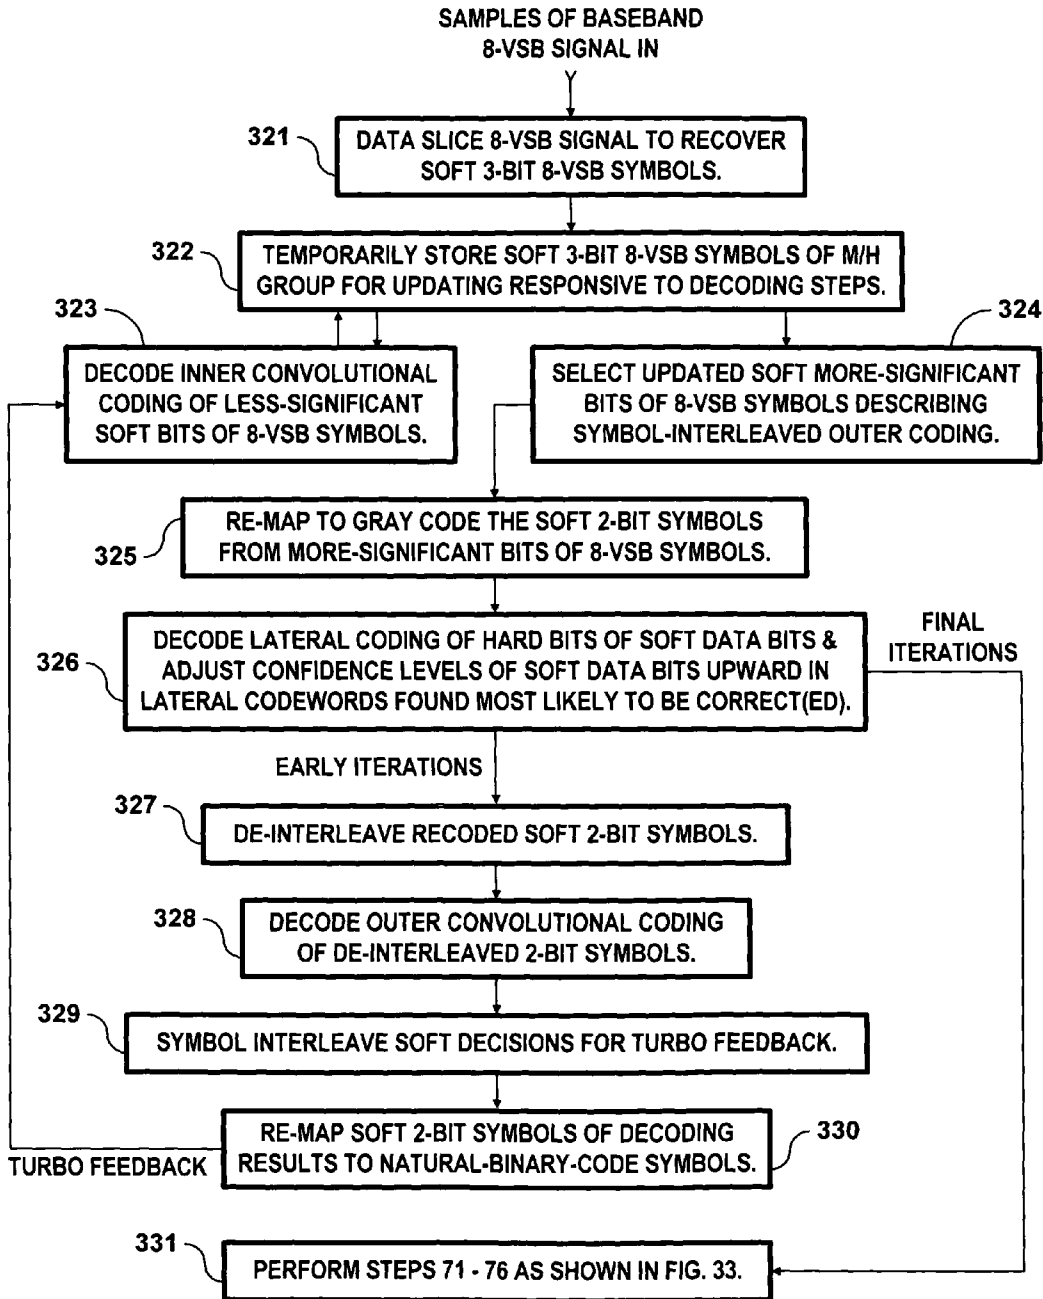 SAMPLES OF BASEBAND
8-VSB SIGNAL IN
321
DATA SLICE 8-VSB SIGNAL TO RECOVER
SOFT 3-BIT 8-VSB SYMBOLS.
322
TEMPORARILY STORE SOFT 3-BIT 8-VSB SYMBOLS OF M/H
GROUP FOR UPDATING RESPONSIVE TO DECODING STEPS.
323
DECODE INNER CONVOLUTIONAL
CODING OF LESS-SIGNIFICANT
SOFT BITS OF 8-VSB SYMBOLS.
324
SELECT UPDATED SOFT MORE-SIGNIFICANT
BITS OF 8-VSB SYMBOLS DESCRIBING
SYMBOL-INTERLEAVED OUTER CODING.
325
RE-MAP TO GRAY CODE THE SOFT 2-BIT SYMBOLS
FROM MORE-SIGNIFICANT BITS OF 8-VSB SYMBOLS.
326
DECODE LATERAL CODING OF HARD BITS OF SOFT DATA BITS &
ADJUST CONFIDENCE LEVELS OF SOFT DATA BITS UPWARD IN
LATERAL CODEWORDS FOUND MOST LIKELY TO BE CORRECT(ED).
FINAL
ITERATIONS
EARLY ITERATIONS
327
DE-INTERLEAVE RECODED SOFT 2-BIT SYMBOLS.
328
DECODE OUTER CONVOLUTIONAL CODING
OF DE-INTERLEAVED 2-BIT SYMBOLS.
329
SYMBOL INTERLEAVE SOFT DECISIONS FOR TURBO FEEDBACK.
RE-MAP SOFT 2-BIT SYMBOLS OF DECODING
RESULTS TO NATURAL-BINARY-CODE SYMBOLS.
330
TURBO FEEDBACK
331
PERFORM STEPS 71 - 76 AS SHOWN IN FIG. 33.